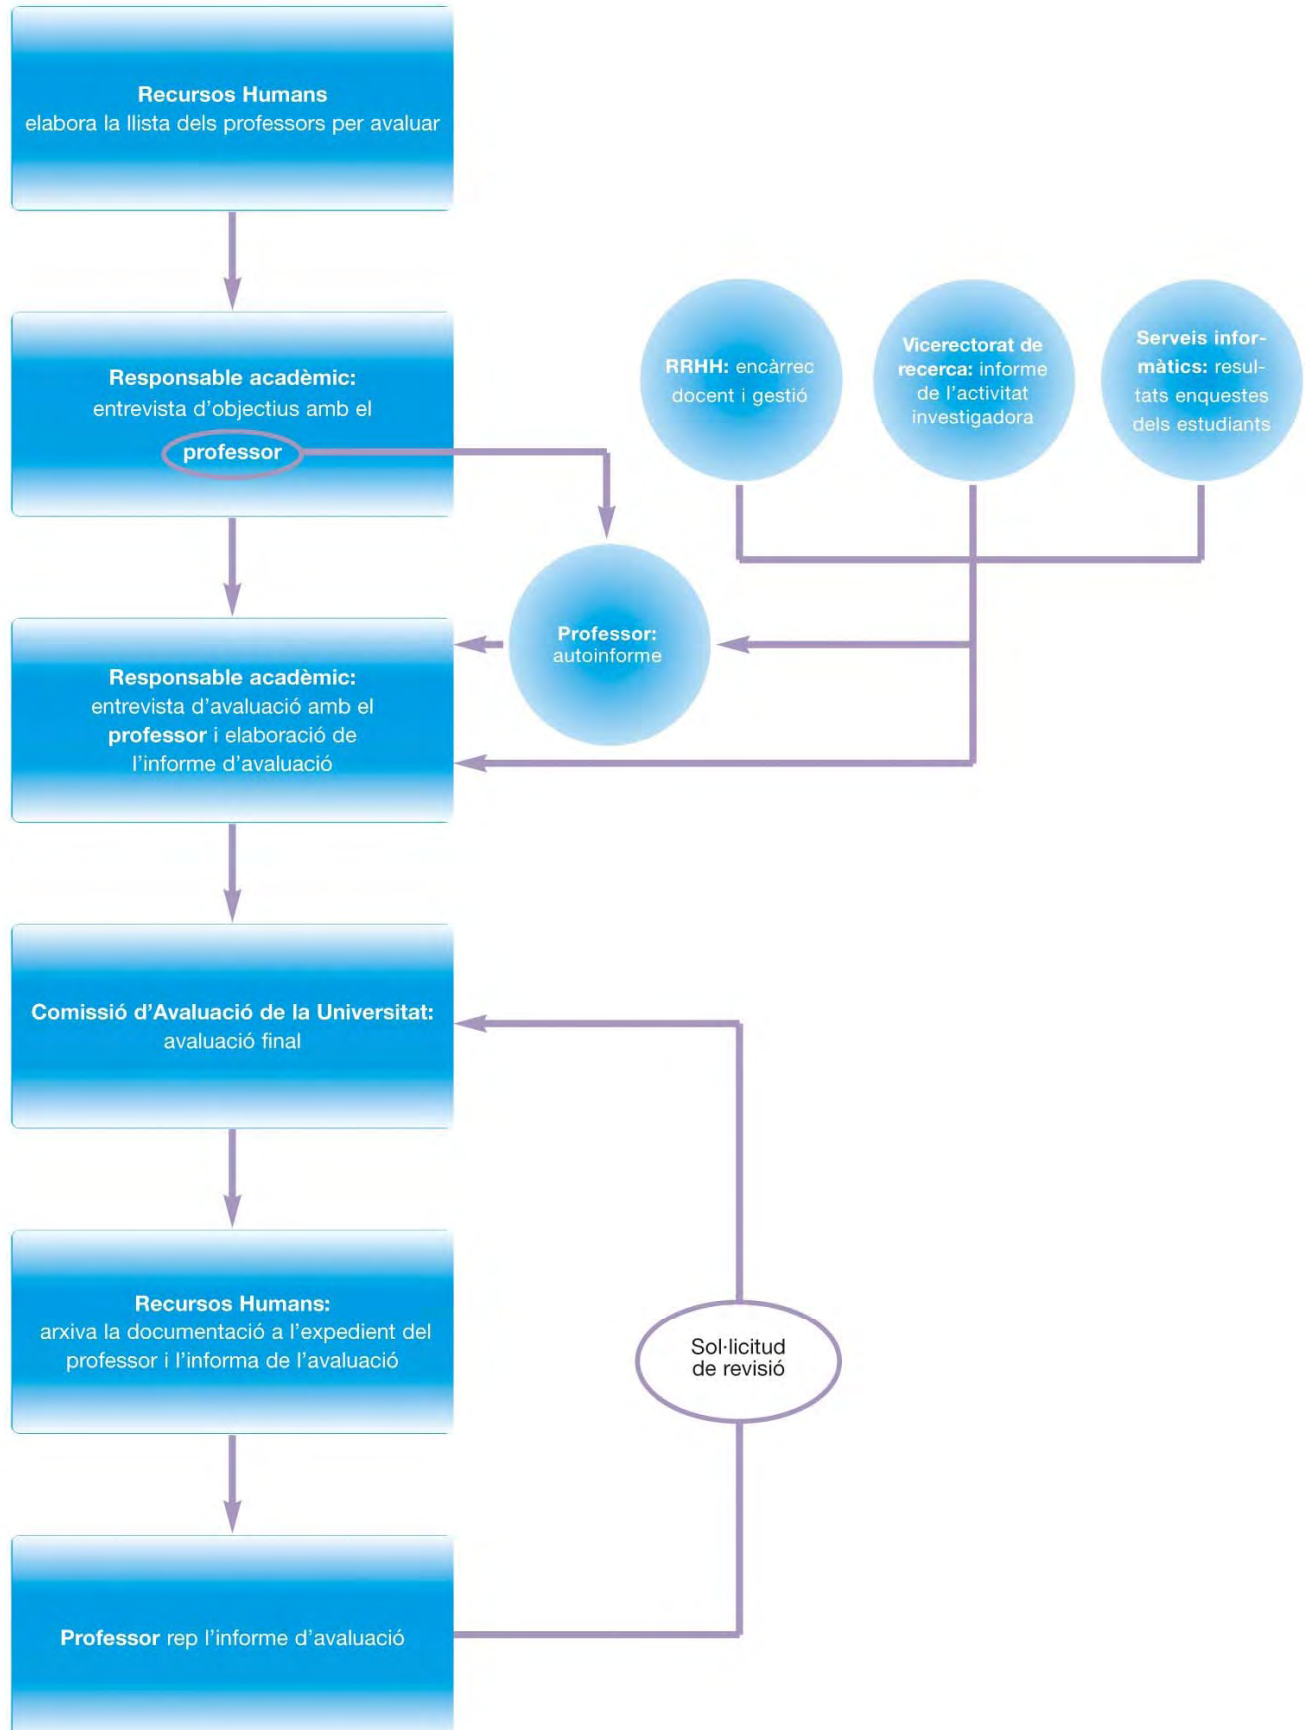 Recursos Humans
elabora la llista dels professors per avaluar
Responsable acadèmic:
entrevista d'objectius amb el
professor
RRHH: encàrrec
docent i gestió
Vicerectorat de
recerca: informe
de l'activitat
investigadora
Serveis infor-
màtics: resul-
tats enquestes
dels estudiants
Professor:
autoinforme
Responsable acadèmic:
entrevista d'avaluació amb el
professor i elaboració de
l'informe d'avaluació
Comissió d'Avaluació de la Universitat:
avaluació final
Recursos Humans:
arxiva la documentació a l'expedient del
professor i l'informa de l'avaluació
Sol·licitud
de revisió
Professor rep l'informe d'avaluació